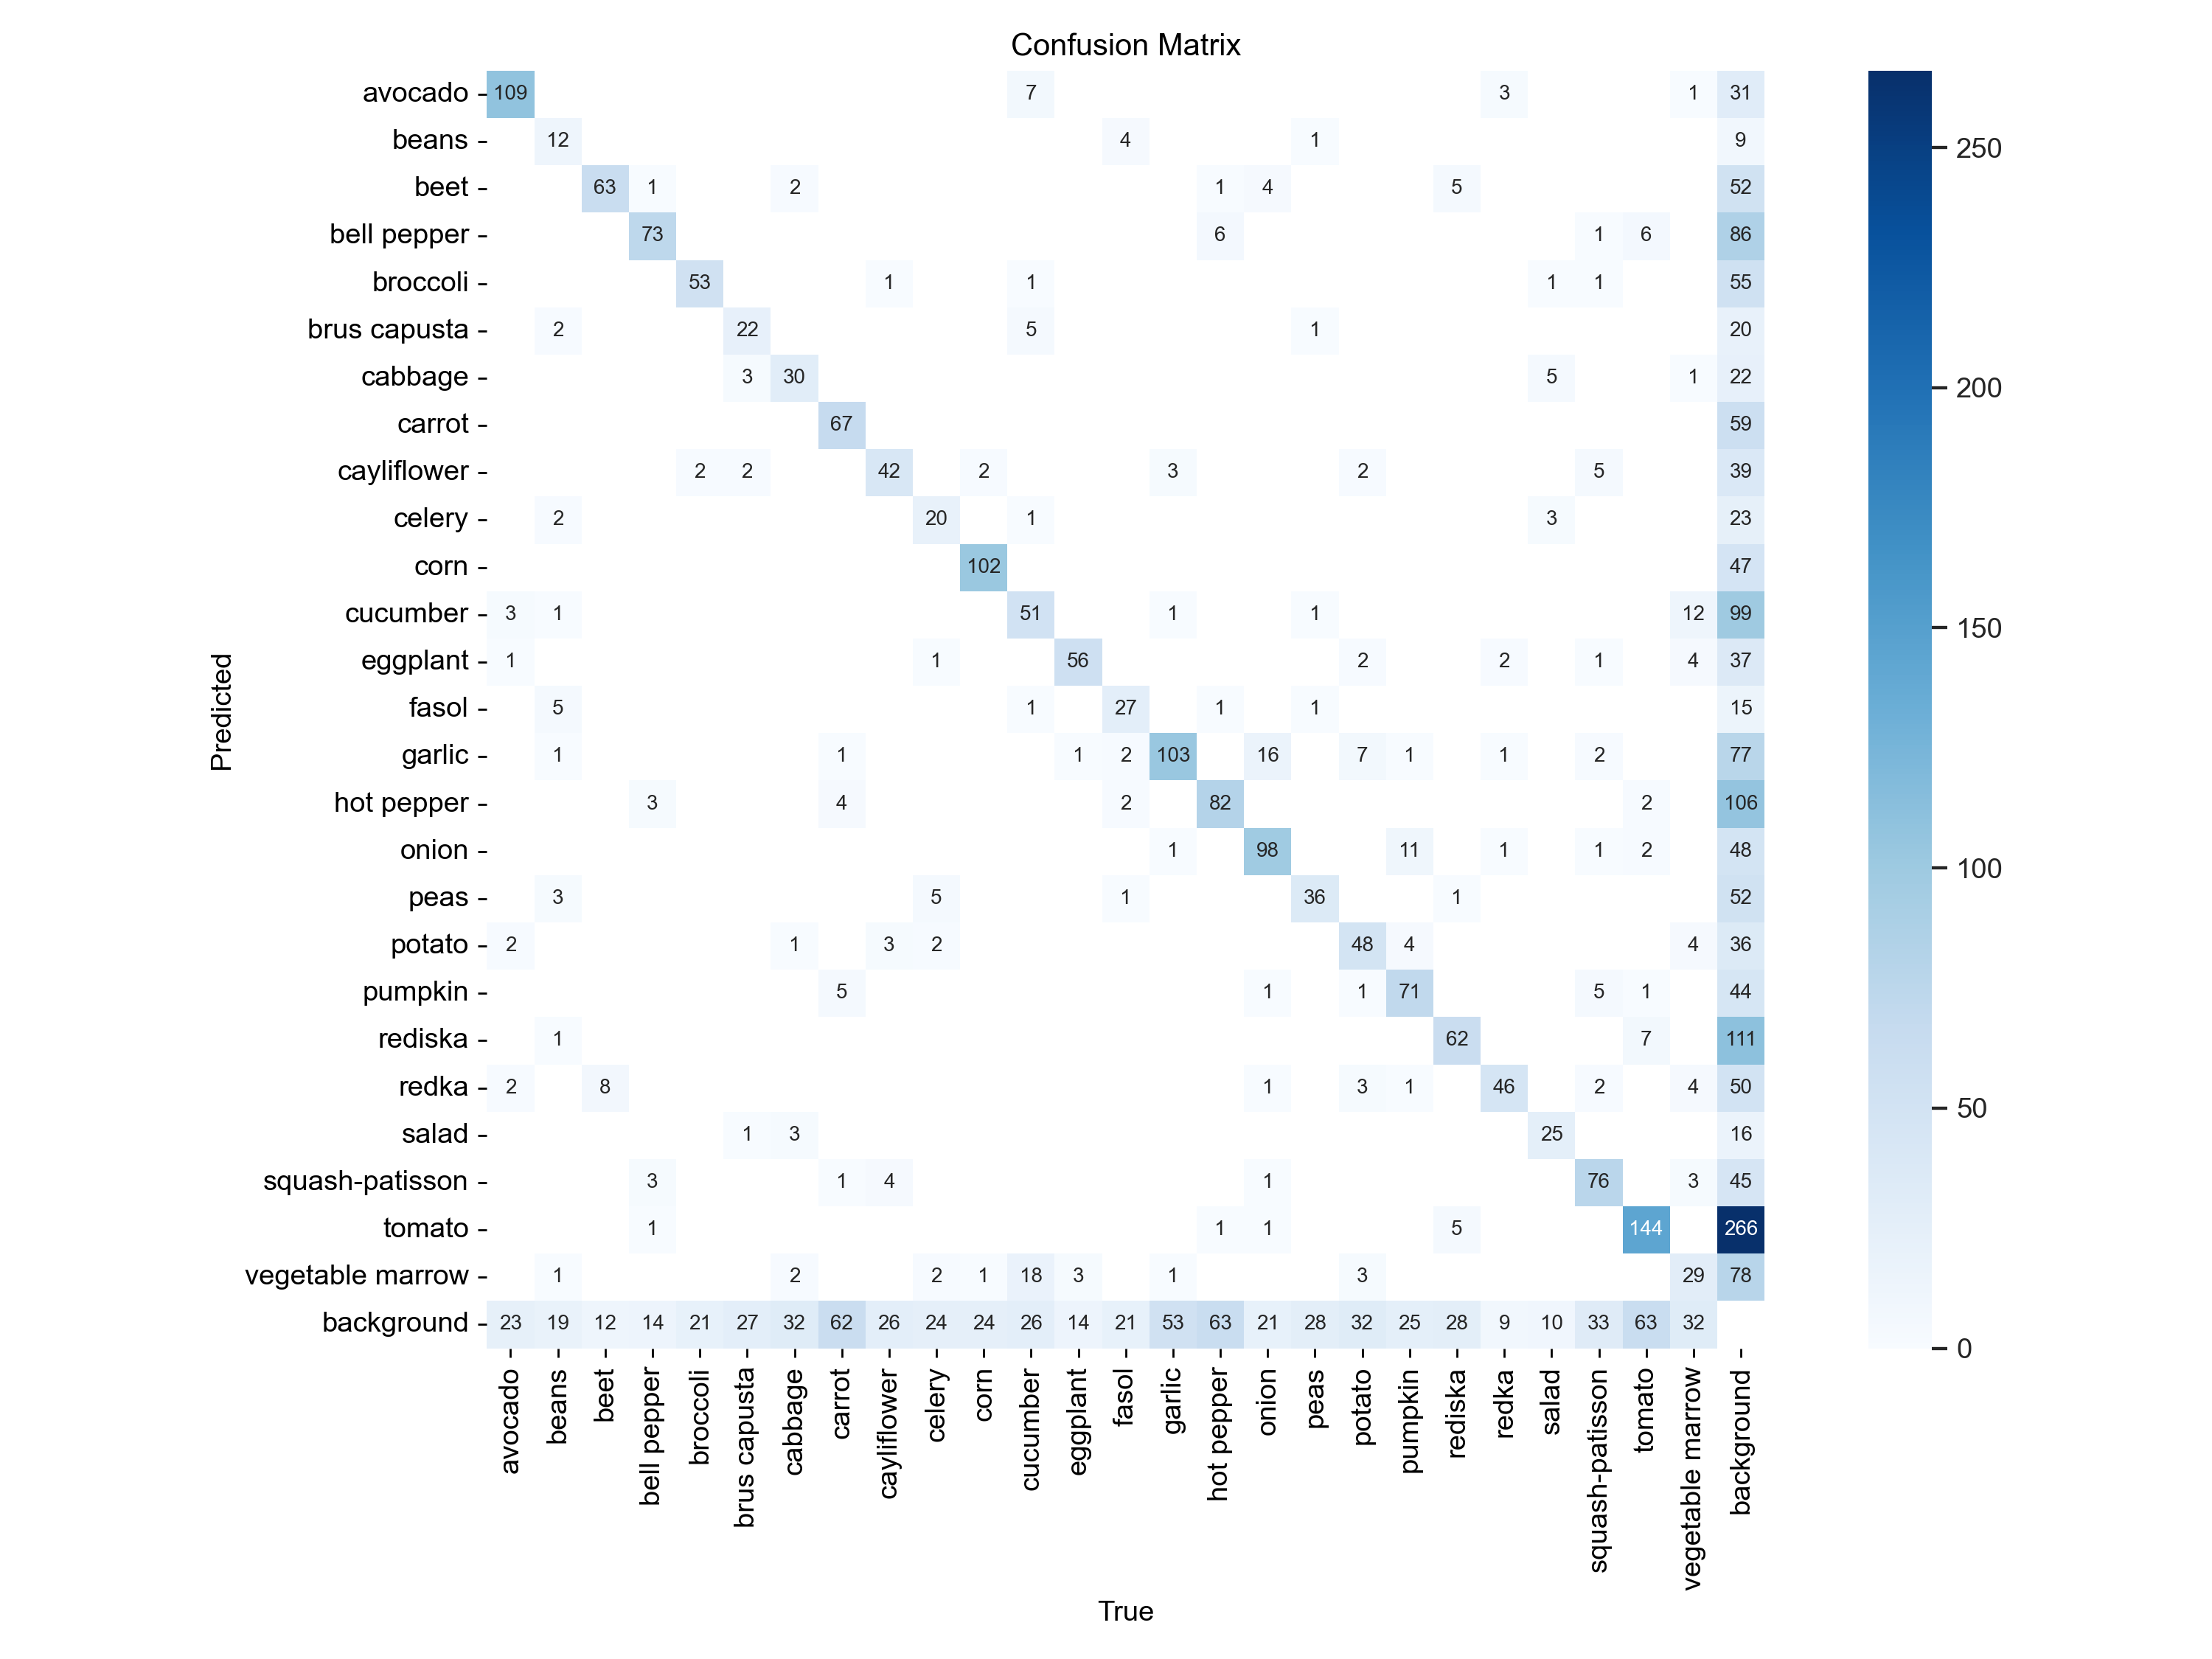 Confusion Matrix
avocado 109 7 3 1 31
beans 12 4 1 9
beet 63 1 2 1 4 5 52
bell pepper 73 6 1 6 86
broccoli 53 1 1 1 1 55
brus capusta 2 22 5 1 20
cabbage 3 30 5 1 22
carrot 67 59
cayliflower 2 2 42 2 3 2 5 39
celery 2 20 1 3 23
corn 102 47
cucumber 3 1 51 1 1 12 99
eggplant 1 1 56 2 2 1 4 37
fasol 5 1 27 1 1 15
garlic 1 1 1 2 103 16 7 1 1 2 77
hot pepper 3 4 2 82 2 106
onion 1 98 11 1 1 2 48
peas 3 5 1 36 1 52
potato 2 1 3 2 48 4 4 36
pumpkin 5 1 1 71 5 1 44
rediska 1 62 7 111
redka 2 8 1 3 1 46 2 4 50
salad 1 3 25 16
squash-patisson 3 1 4 1 76 3 45
tomato 1 1 1 5 144 266
vegetable marrow 1 2 2 1 18 3 1 3 29 78
background 23 19 12 14 21 27 32 62 26 24 24 26 14 21 53 63 21 28 32 25 28 9 10 33 63 32
avocado
beans
beet
bell pepper
broccoli
brus capusta
cabbage
carrot
cayliflower
celery
corn
cucumber
eggplant
fasol
garlic
hot pepper
onion
peas
potato
pumpkin
rediska
redka
salad
squash-patisson
tomato
vegetable marrow
background
True
Predicted
250
200
150
100
50
0